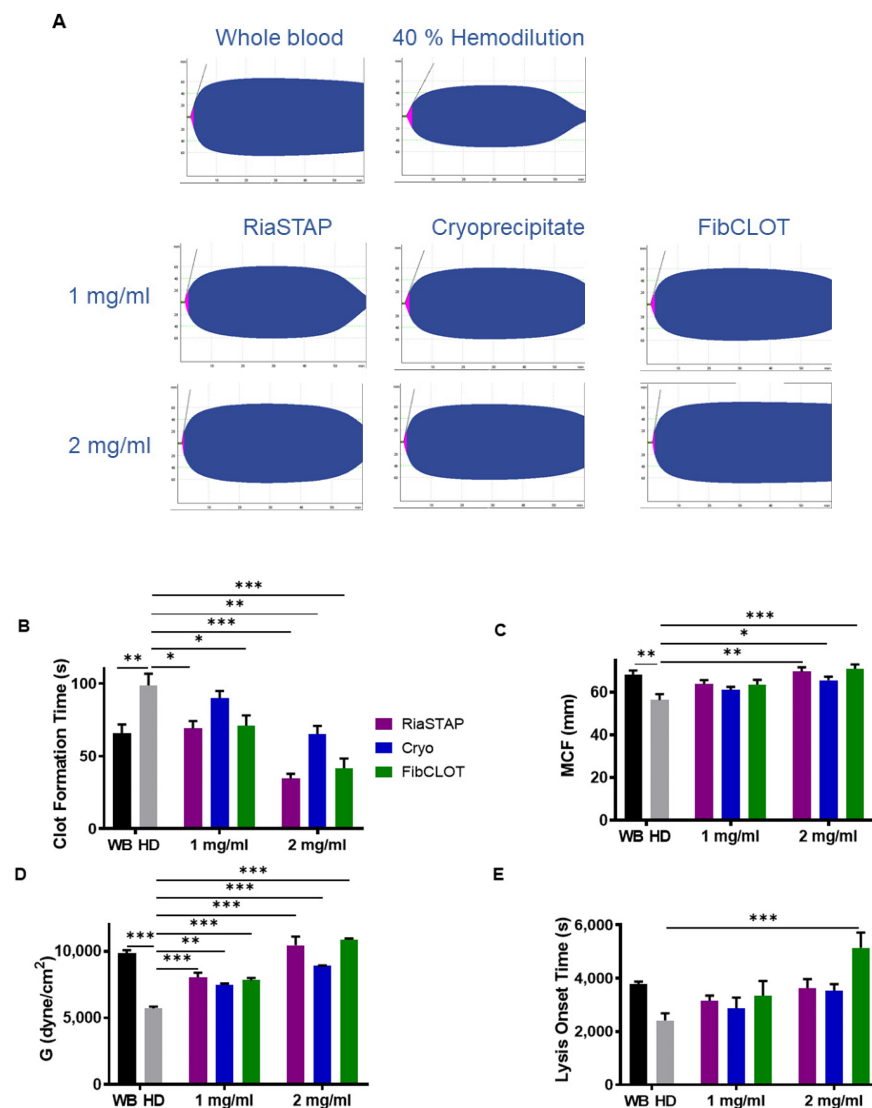 A
Whole blood
40 % Hemodilution
RiaSTAP
Cryoprecipitate
FibCLOT
1 mg/ml
2 mg/ml
B
***
**
***
*
** *
Clot Formation Time (s)
100
50
0
WB HD 1 mg/ml 2 mg/ml
RiaSTAP
Cryo
FibCLOT
C
***
*
** **
MCF (mm)
60
40
20
0
WB HD 1 mg/ml 2 mg/ml
D
***
***
***
***
*** **
***
G (dyne/cm2)
10,000
5,000
0
WB HD 1 mg/ml 2 mg/ml
E
***
Lysis Onset Time (s)
6,000
4,000
2,000
0
WB HD 1 mg/ml 2 mg/ml